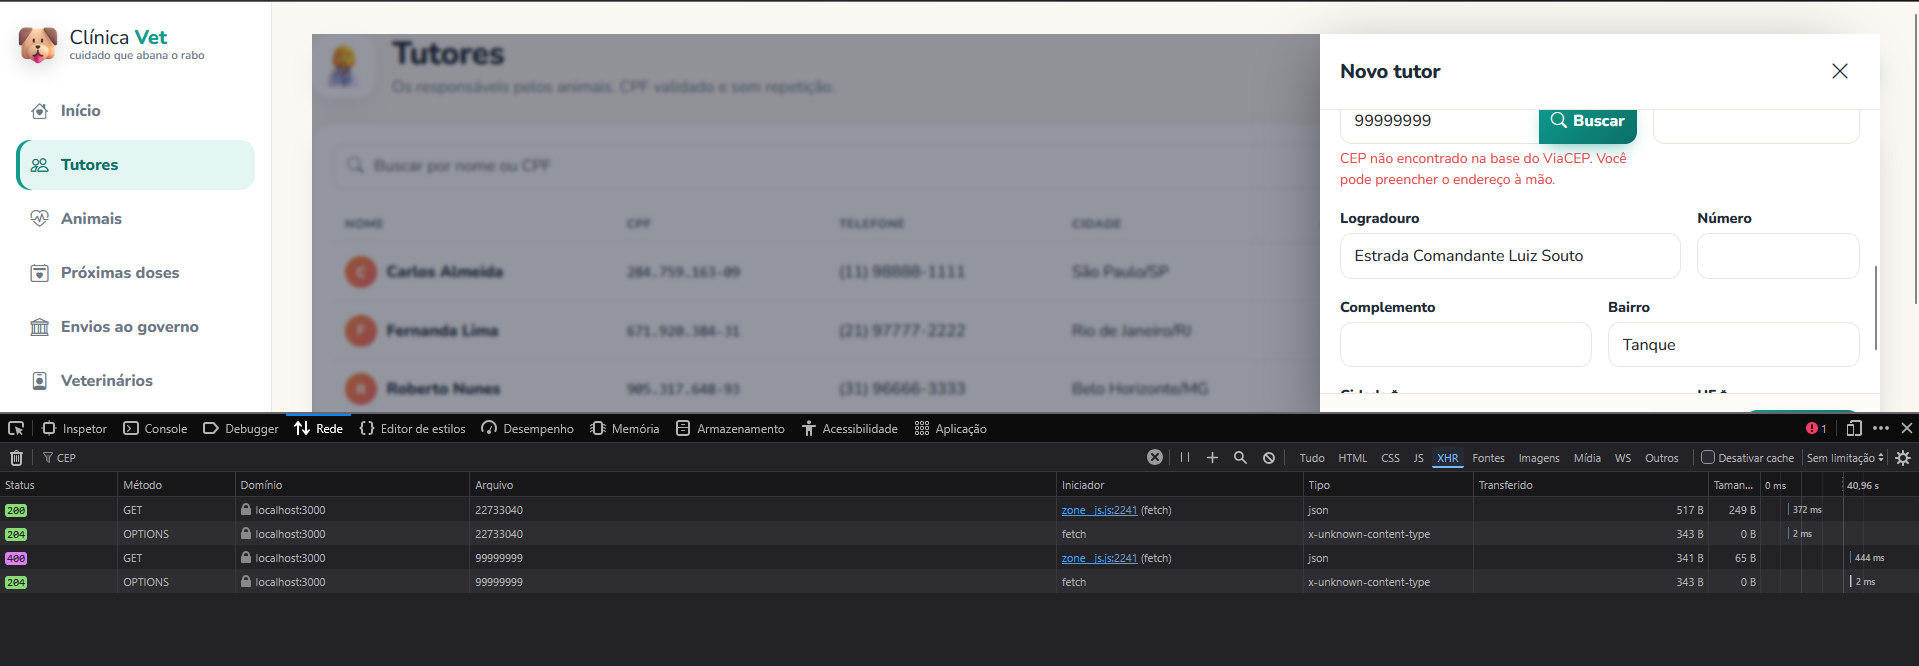 Clínica Vet
cuidado que abana o rabo
Início
Tutores
Animais
Próximas doses
Envios ao governo
Veterinários
Tutores
Os responsáveis pelos animais. CPF validado e sem repetição.
Buscar por nome ou CPF
NOME CPF TELEFONE CIDADE
C Carlos Almeida 284.759.163-09 (11) 98888-1111 São Paulo/SP
F Fernanda Lima 671.920.384-31 (21) 97777-2222 Rio de Janeiro/RJ
R Roberto Nunes 905.317.648-93 (31) 96666-3333 Belo Horizonte/MG
Novo tutor
99999999 Buscar
CEP não encontrado na base do ViaCEP. Você
pode preencher o endereço à mão.
Logradouro Número
Estrada Comandante Luiz Souto
Complemento Bairro
Tanque
Inspetor Console Debugger Rede Editor de estilos Desempenho Memória Armazenamento Acessibilidade Aplicação 1
CEP Tudo HTML CSS JS XHR Fontes Imagens Mídia WS Outros Desativar cache Sem limitação
Status Método Domínio Arquivo Iniciador Tipo Transferido Taman... 0 ms 40,96 s
200 GET localhost:3000 22733040 zone__js.js:2241 (fetch) json 517 B 249 B 372 ms
204 OPTIONS localhost:3000 22733040 fetch x-unknown-content-type 343 B 0 B 2 ms
400 GET localhost:3000 99999999 zone__js.js:2241 (fetch) json 341 B 65 B 444 ms
204 OPTIONS localhost:3000 99999999 fetch x-unknown-content-type 343 B 0 B 2 ms